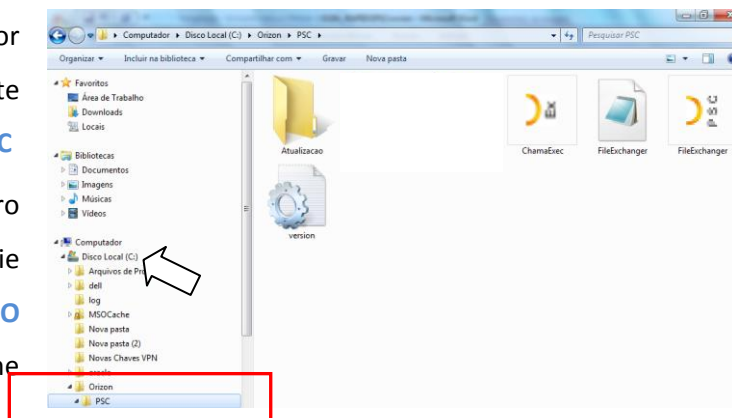 or
te
C
ro
ie
O
ne
Computador ▸ Disco Local (C:) ▸ Orizon ▸ PSC ▸
Pesquisar PSC
Organizar ▾ Incluir na biblioteca ▾ Compartilhar com ▾ Gravar Nova pasta
Favoritos
Área de Trabalho
Downloads
Locais
Bibliotecas
Documentos
Imagens
Músicas
Vídeos
Computador
Disco Local (C:)
Arquivos de Pro
dell
log
MSOCache
Nova pasta
Nova pasta (2)
Novas Chaves VPN
oracle
Orizon
PSC
Atualizacao
ChamaExec
FileExchanger
FileExchanger
version